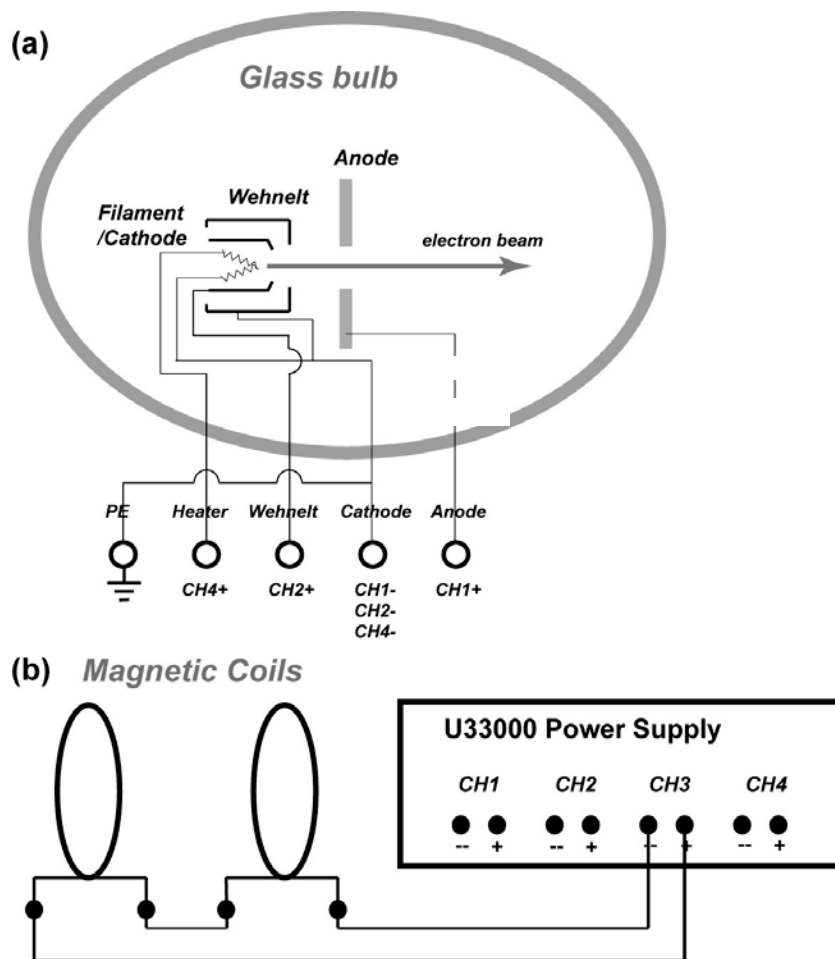 (a)
Glass bulb
Anode
Wehnelt
Filament
/Cathode
electron beam
PE Heater Wehnelt Cathode Anode
CH4+ CH2+ CH1- CH1+
CH2-
CH4-
(b) Magnetic Coils
U33000 Power Supply
CH1 CH2 CH3 CH4
-- + -- + -- + -- +